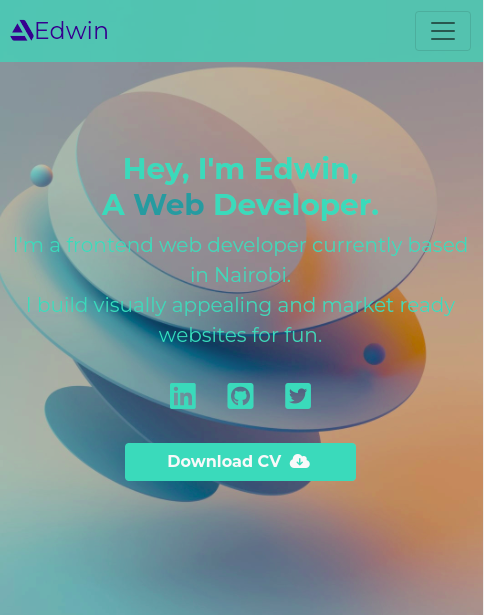 Edwin
Hey, I'm Edwin,
A Web Developer.
I'm a frontend web developer currently based
in Nairobi.
I build visually appealing and market ready
websites for fun.
Download CV